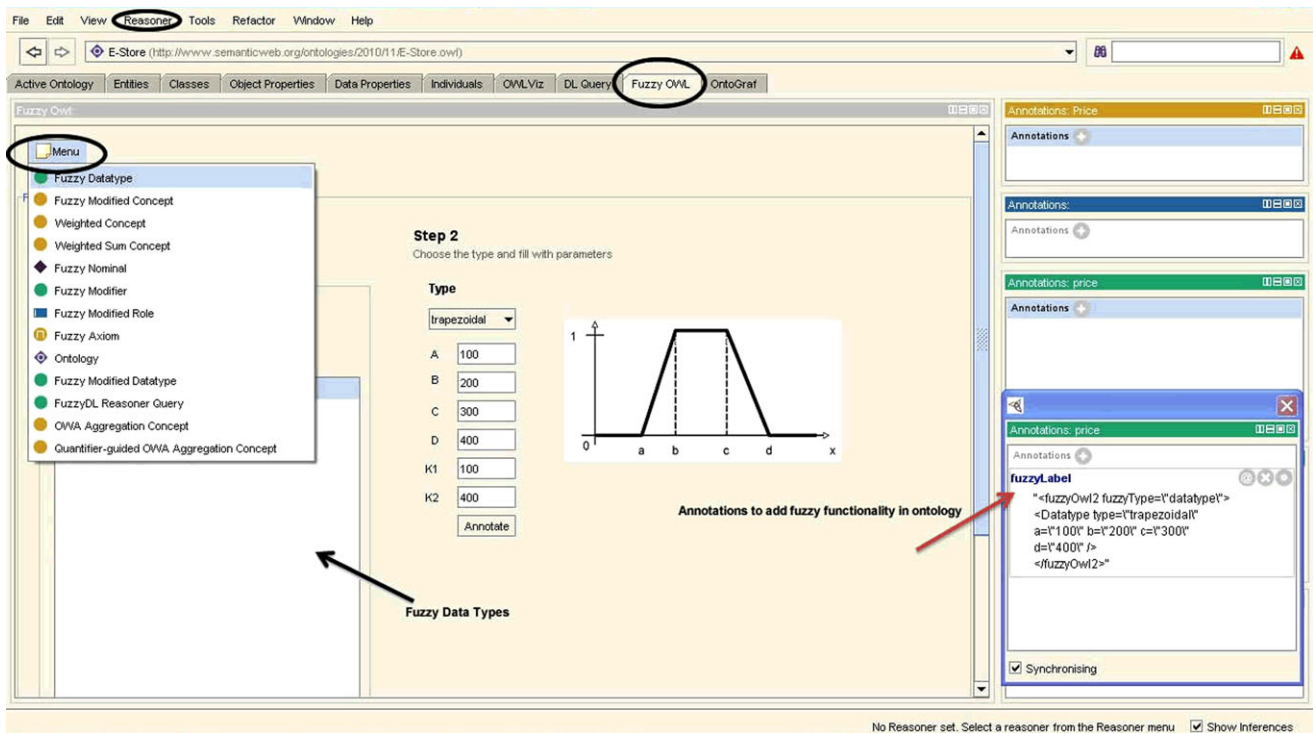 File Edit View Reasoner Tools Refactor Window Help
E-Store (http://www.semanticweb.org/ontologies/2010/11/E-Store.owl)
Active Ontology Entities Classes Object Properties Data Properties Individuals OWLViz DL Query Fuzzy OWL OntoGraf
Fuzzy Owl:
Menu
Fuzzy Datatype
Fuzzy Modified Concept
Weighted Concept
Weighted Sum Concept
Fuzzy Nominal
Fuzzy Modifier
Fuzzy Modified Role
Fuzzy Axiom
Ontology
Fuzzy Modified Datatype
FuzzyDL Reasoner Query
OWA Aggregation Concept
Quantifier-guided OWA Aggregation Concept
F
Step 2
Choose the type and fill with parameters
Type
trapezoidal
A 100
B 200
C 300
D 400
K1 100
K2 400
Annotate
1
0 a b c d x
Annotations to add fuzzy functionality in ontology
Fuzzy Data Types
Annotations: Price
Annotations
Annotations:
Annotations
Annotations: price
Annotations
Annotations: price
Annotations
fuzzyLabel
"<fuzzyOwl2 fuzzyType=\"datatype\">
<Datatype type=\"trapezoidal\"
a=\"100\" b=\"200\" c=\"300\"
d=\"400\" />
</fuzzyOwl2>"
Synchronising
No Reasoner set. Select a reasoner from the Reasoner menu Show Inferences